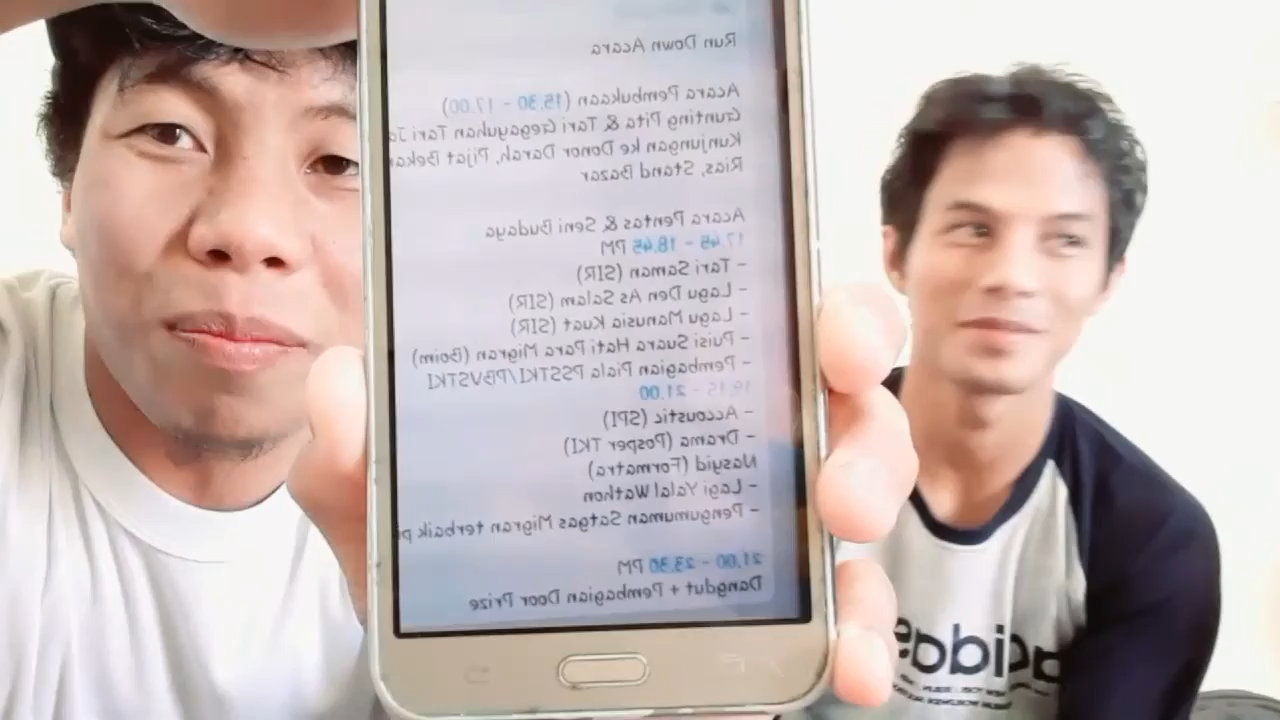 Run Down Acara
Acara Pembukaan (15.30 - 17.00)
Gunting Pita & Tari Gegayuhan Tari
Kunjungan ke Donor Darah, Pijat
Rias, Stand Bazar
Acara Pentas & Seni Budaya
17.45 - 18.45 PM
- Tari Saman (SIR)
- Lagu Den As Salam (SIR)
- Lagu Manusia Kuat (SIR)
- Puisi Suara Hati Para Migran (Boim)
- Pembagian Piala PSSTKI/PBVSTKI
- 21.00
- Accoustic (SPI)
- Drama (Posper TKI)
Nasyid (Formatra)
- Lagi Yalal Wathon
- Pengumuman Satgas Migran terbaik
21.00 - 23.30 PM
Dangdut + Pembagian Door Prize
adidas